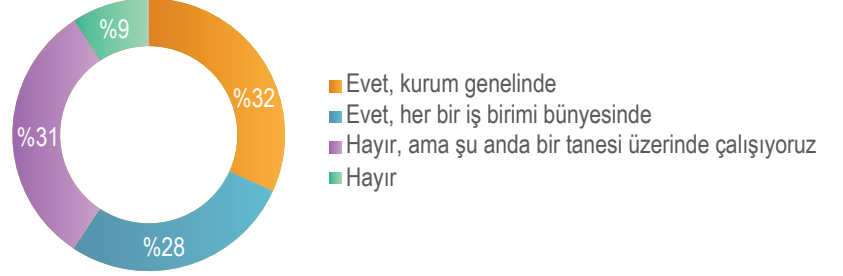 %9
%32
%31
%28
Evet, kurum genelinde
Evet, her bir iş birimi bünyesinde
Hayır, ama şu anda bir tanesi üzerinde çalışıyoruz
Hayır